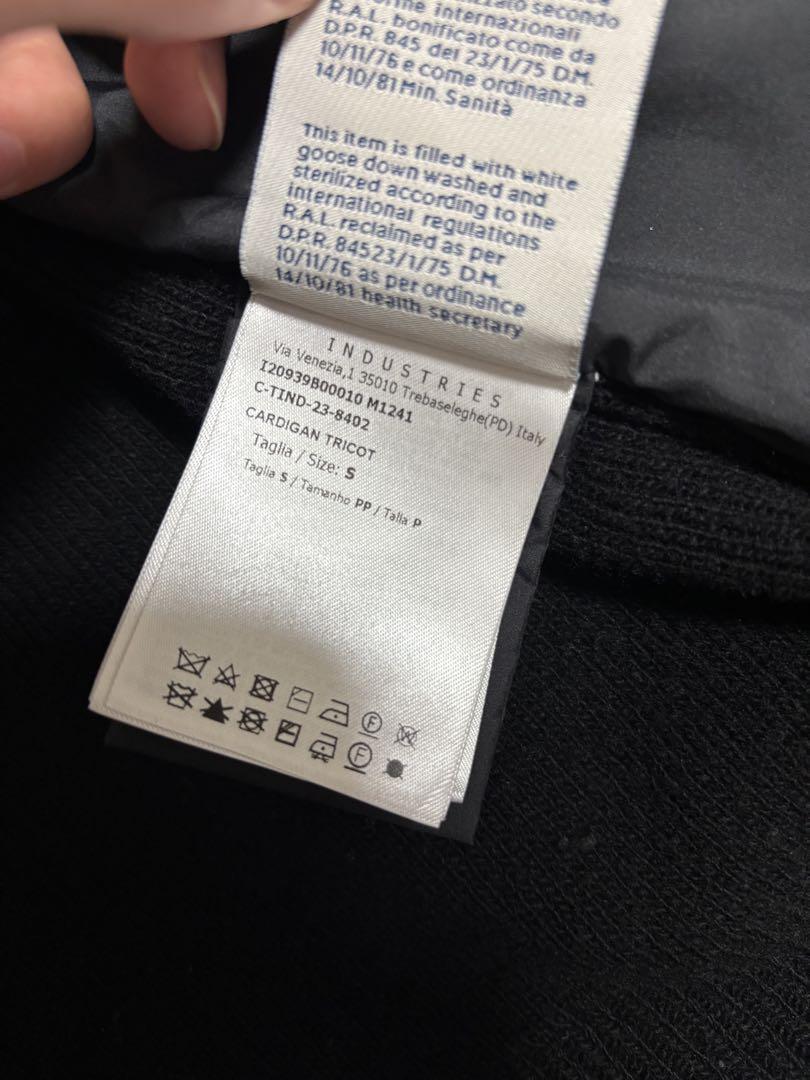 secondo
internazionali
R.A.L. bonificato come da
D.P.R. 845 del 23/1/75 D.M.
10/11/76 e come ordinanza
14/10/81 Min. Sanità
This item is filled with white
goose down washed and
sterilized according to the
international regulations
R.A.L. reclaimed as per
D.P.R. 84523/1/75 D.M.
10/11/76 as per ordinance
14/10/81 health secretary
INDUSTRIES
Via Venezia,1 35010 Trebaseleghe(PD) Italy
I20939B00010 M1241
C-TIND-23-8402
CARDIGAN TRICOT
Taglia / Size: S
Taglia S / Tamanho PP / Talla P
F
W
F